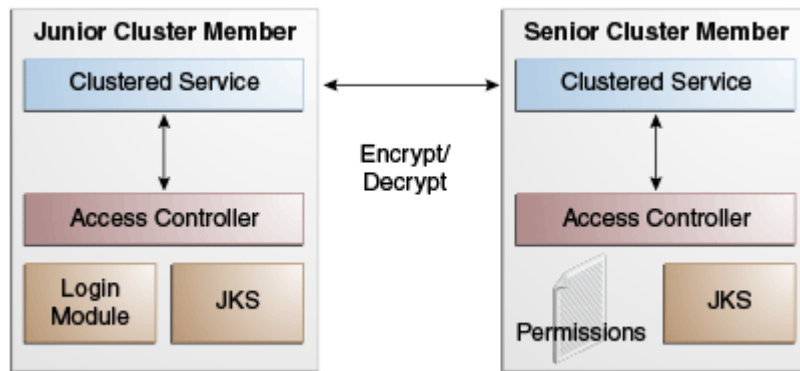 Junior Cluster Member
Clustered Service
Access Controller
Login
Module
JKS
Encrypt/
Decrypt
Senior Cluster Member
Clustered Service
Access Controller
Permissions
JKS